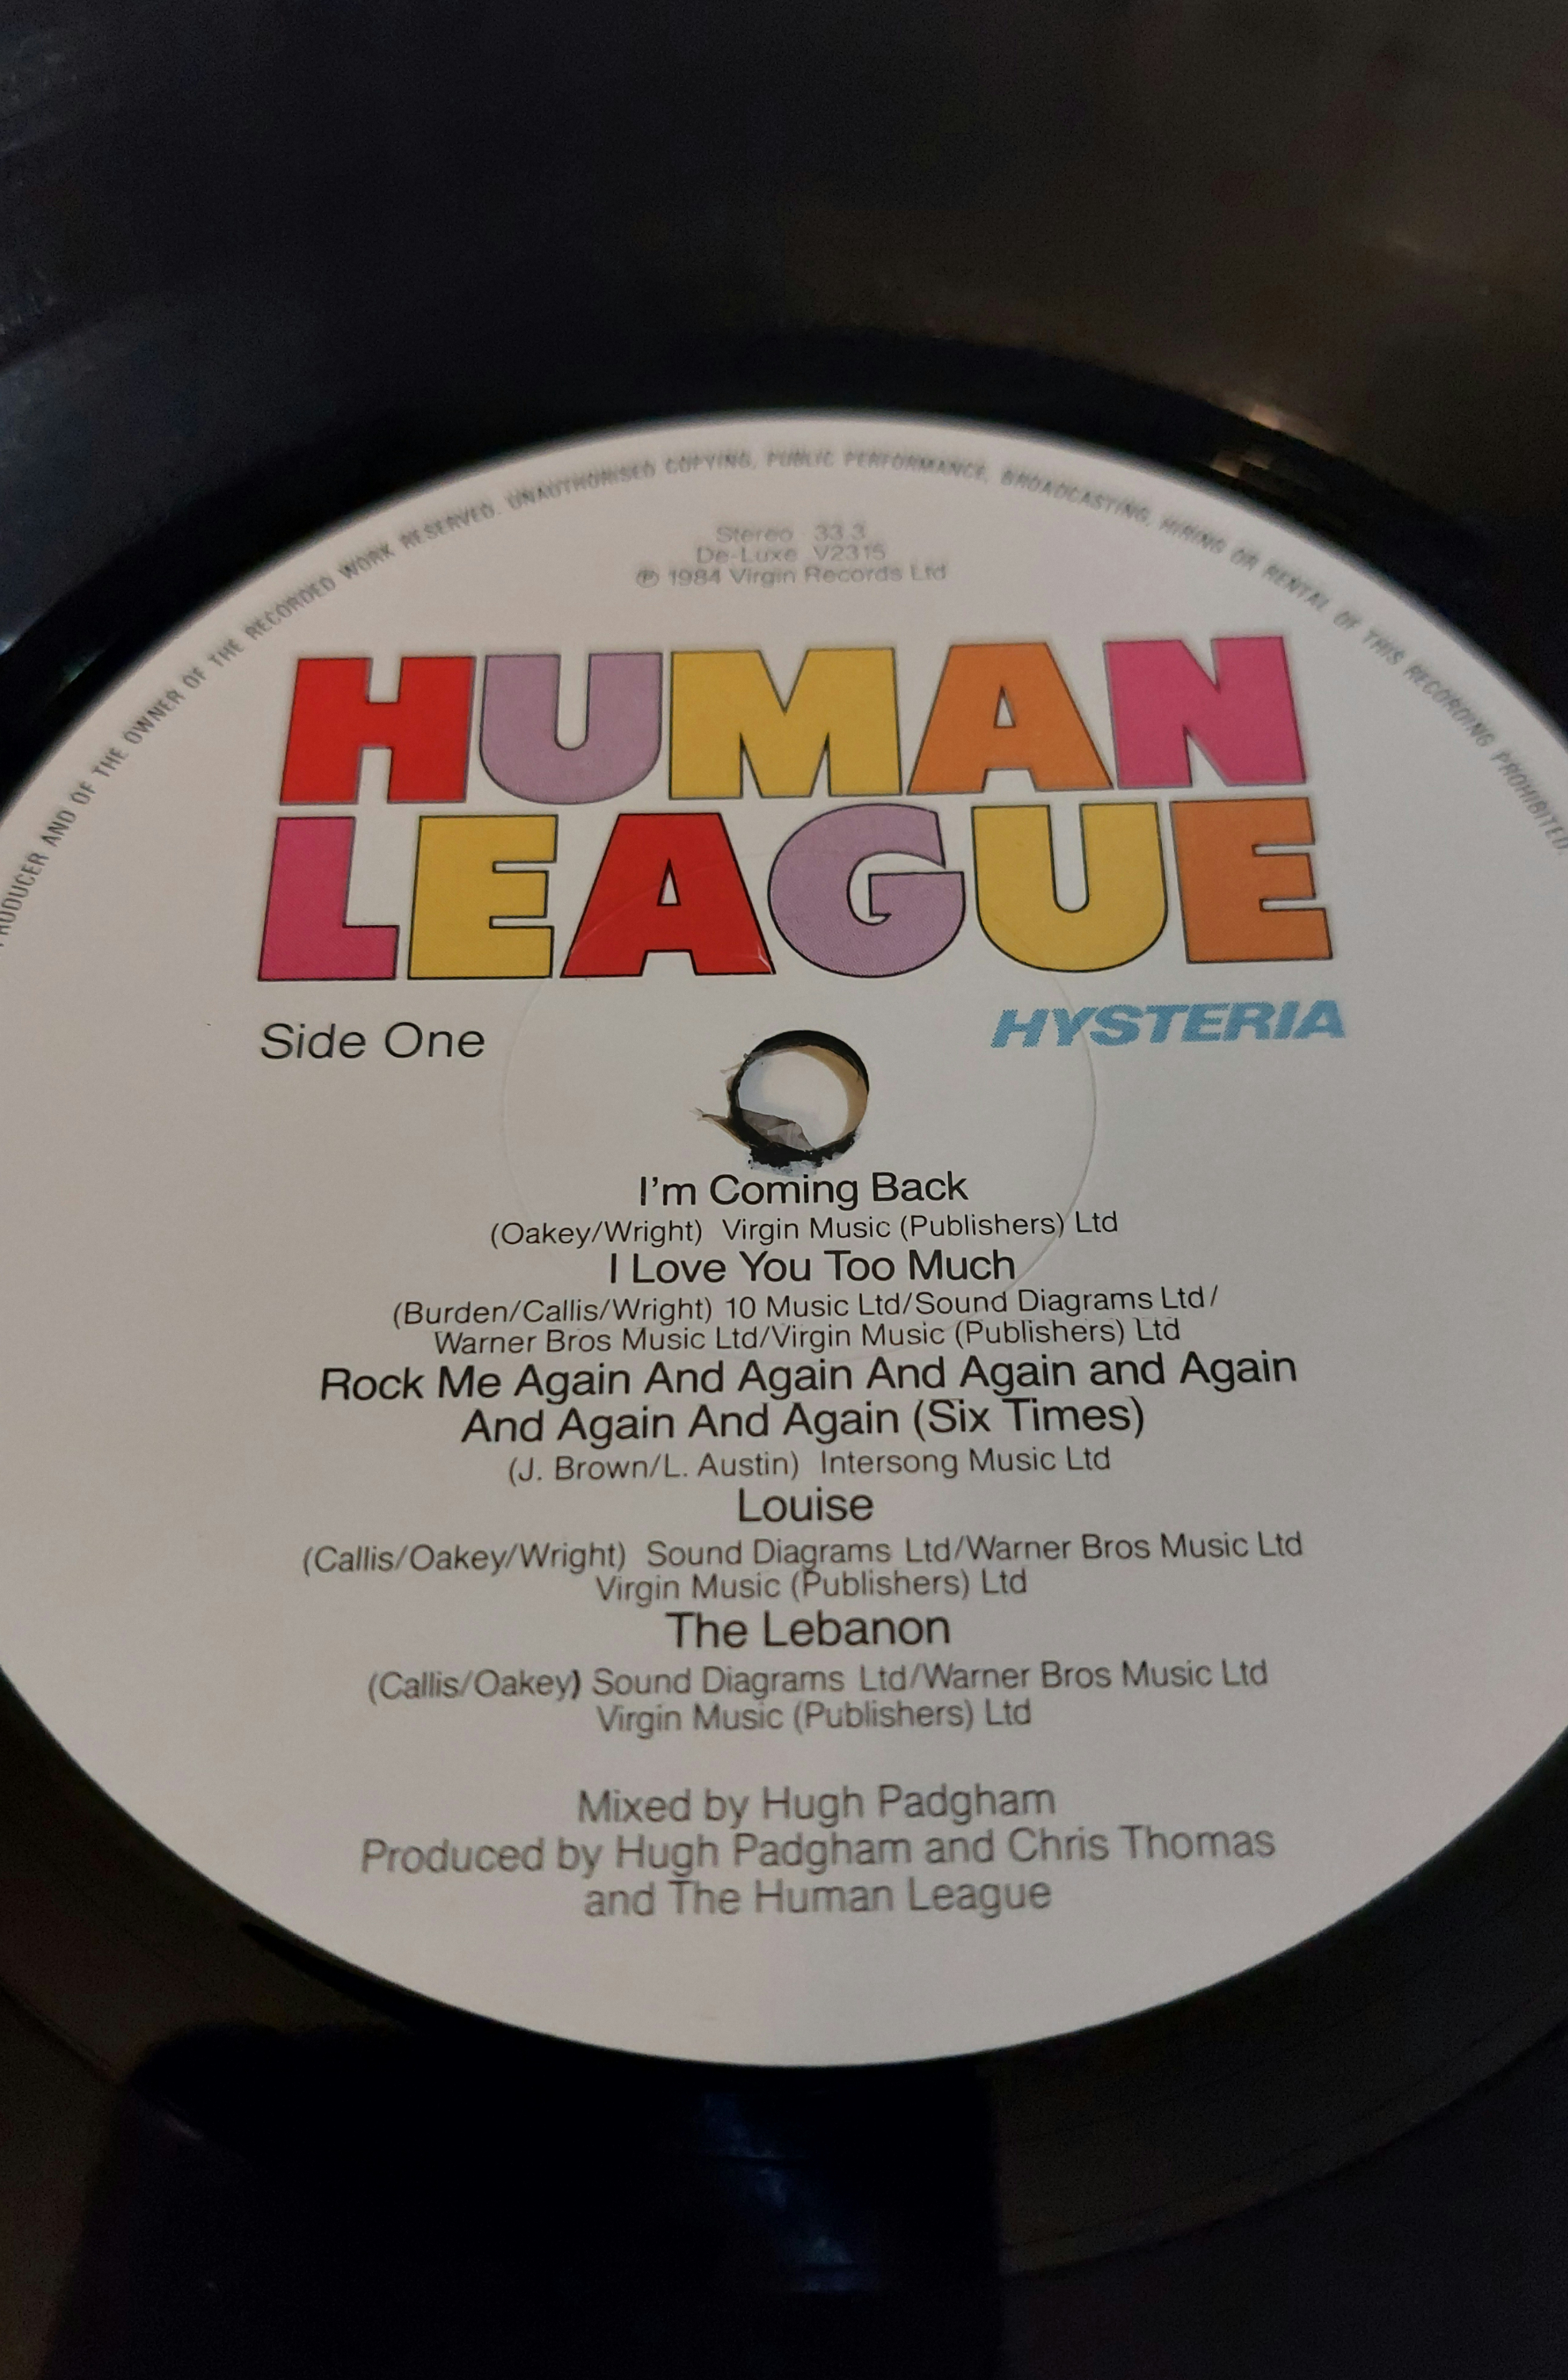 PRODUCER AND OF THE OWNER OF THE RECORDED WORK RESERVED. UNAUTHORISED COPYING, PUBLIC PERFORMANCE, BROADCASTING, HIRING OR RENTAL OF THIS RECORDING PROHIBITED.
Stereo 33 3
De-Luxe V2315
℗ 1984 Virgin Records Ltd
HUMAN
LEAGUE
Side One HYSTERIA
I'm Coming Back
(Oakey/Wright) Virgin Music (Publishers) Ltd
I Love You Too Much
(Burden/Callis/Wright) 10 Music Ltd/Sound Diagrams Ltd/
Warner Bros Music Ltd/Virgin Music (Publishers) Ltd
Rock Me Again And Again And Again and Again
And Again And Again (Six Times)
(J. Brown/L. Austin) Intersong Music Ltd
Louise
(Callis/Oakey/Wright) Sound Diagrams Ltd/Warner Bros Music Ltd
Virgin Music (Publishers) Ltd
The Lebanon
(Callis/Oakey) Sound Diagrams Ltd/Warner Bros Music Ltd
Virgin Music (Publishers) Ltd
Mixed by Hugh Padgham
Produced by Hugh Padgham and Chris Thomas
and The Human League